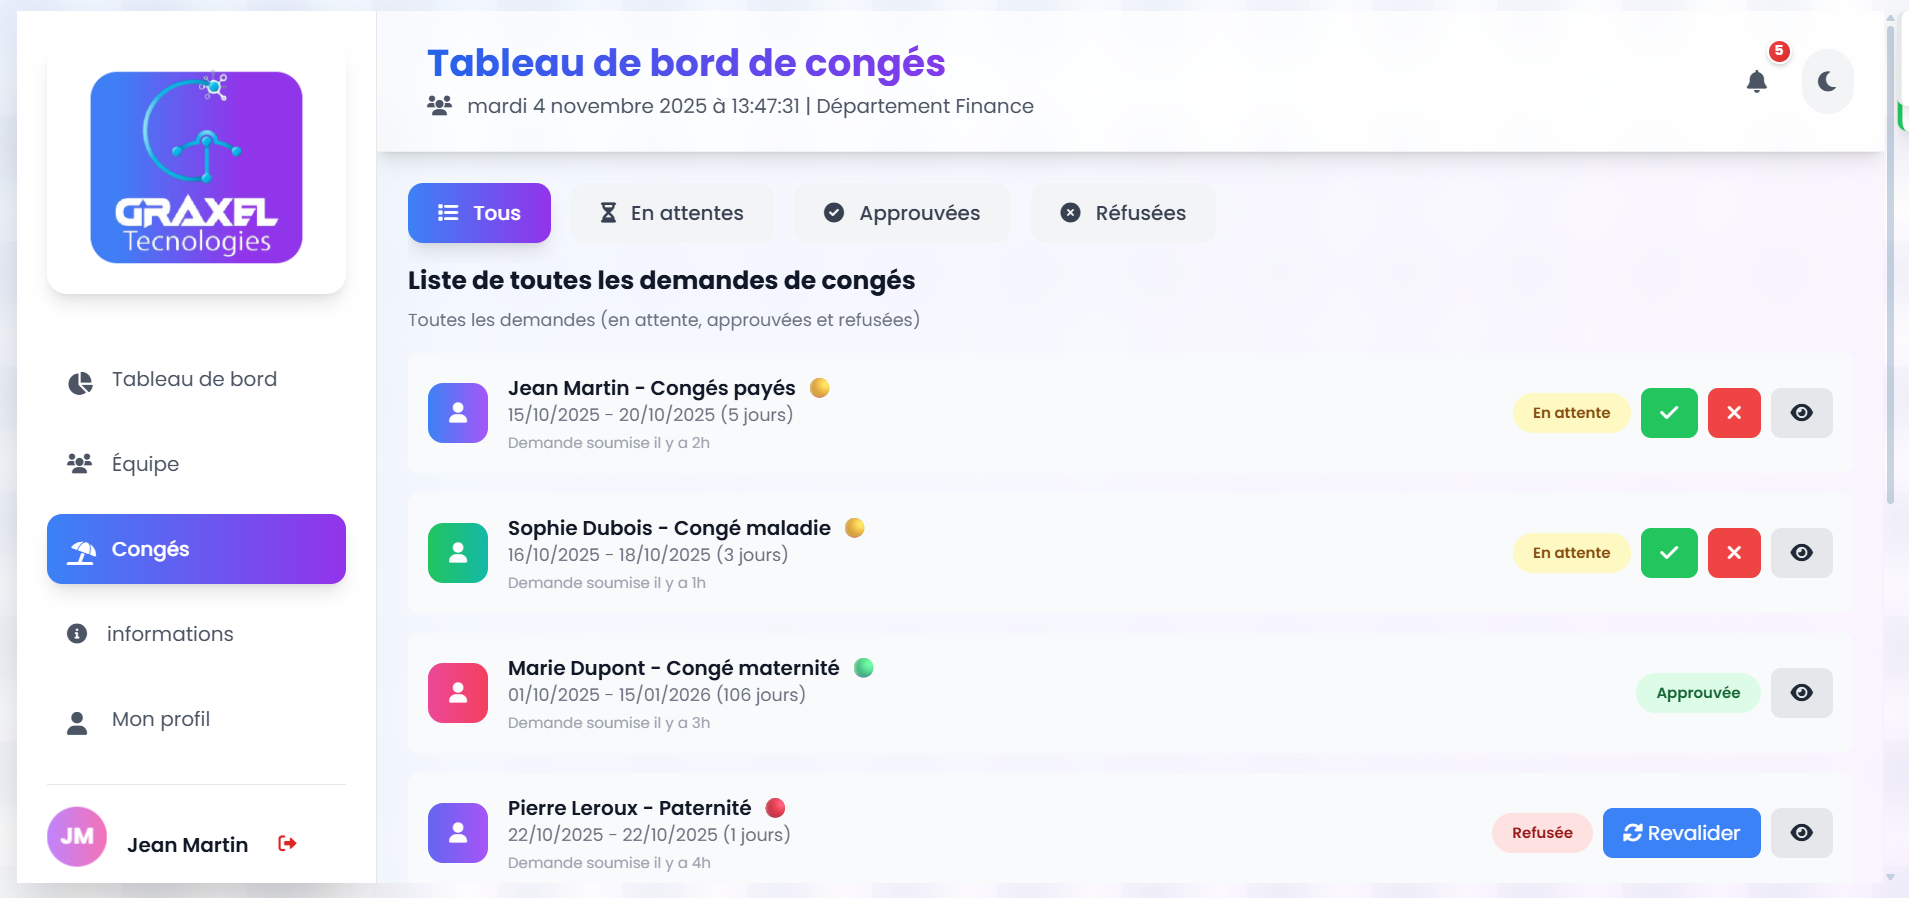 GRAXEL
Tecnologies
Tableau de bord
Équipe
Congés
informations
Mon profil
JM
Jean Martin
Tableau de bord de congés
mardi 4 novembre 2025 à 13:47:31 | Département Finance
5
Tous
En attentes
Approuvées
Réfusées
Liste de toutes les demandes de congés
Toutes les demandes (en attente, approuvées et refusées)
Jean Martin - Congés payés
15/10/2025 - 20/10/2025 (5 jours)
Demande soumise il y a 2h
En attente
Sophie Dubois - Congé maladie
16/10/2025 - 18/10/2025 (3 jours)
Demande soumise il y a 1h
En attente
Marie Dupont - Congé maternité
01/10/2025 - 15/01/2026 (106 jours)
Demande soumise il y a 3h
Approuvée
Pierre Leroux - Paternité
22/10/2025 - 22/10/2025 (1 jours)
Demande soumise il y a 4h
Refusée
Revalider